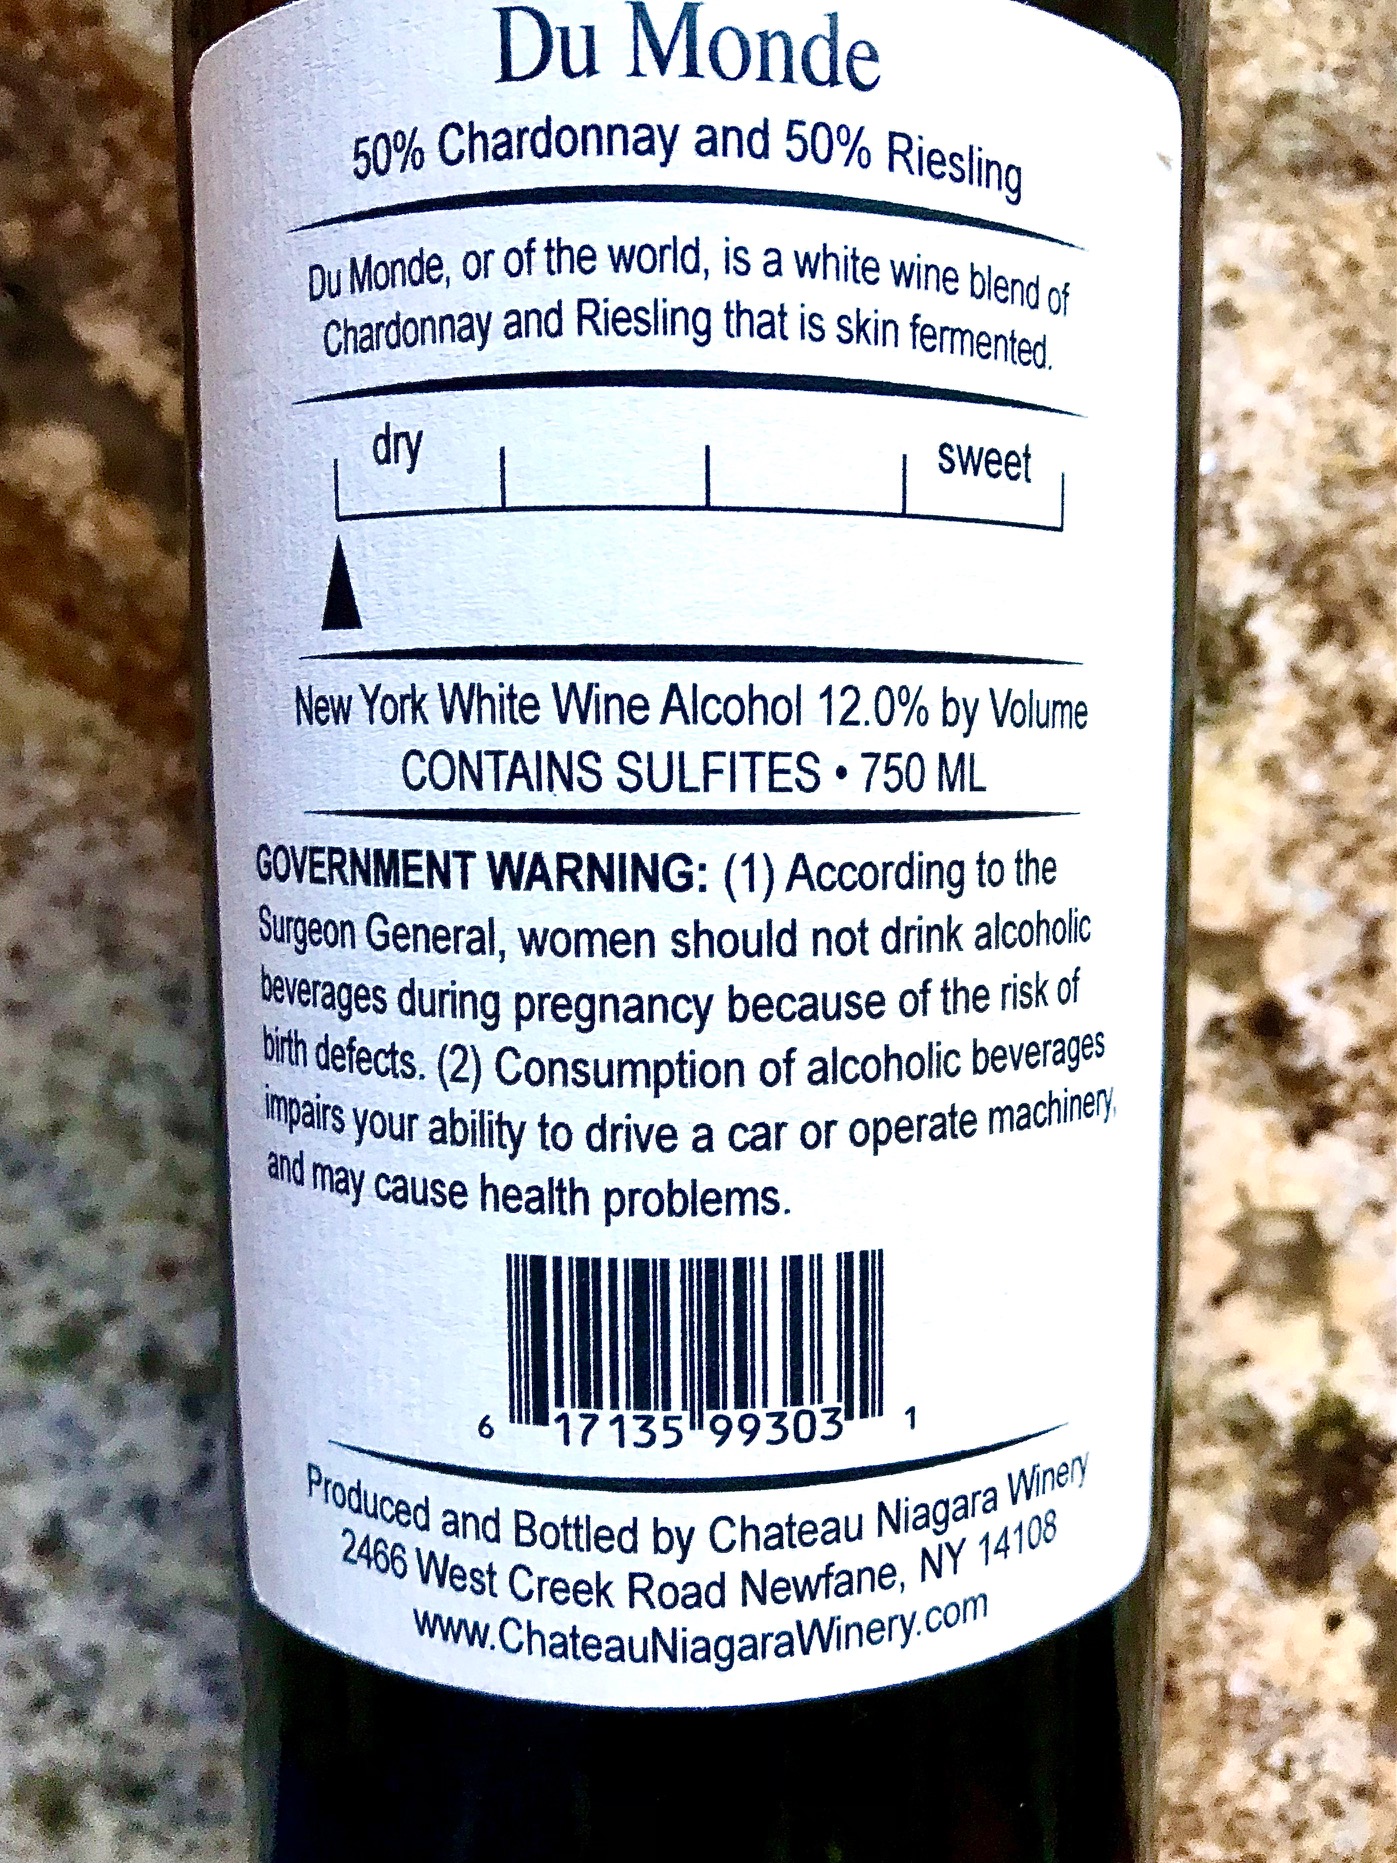 Du Monde
50% Chardonnay and 50% Riesling
Du Monde, or of the world, is a white wine blend of
Chardonnay and Riesling that is skin fermented.
dry sweet
New York White Wine Alcohol 12.0% by Volume
CONTAINS SULFITES • 750 ML
GOVERNMENT WARNING: (1) According to the
Surgeon General, women should not drink alcoholic
beverages during pregnancy because of the risk of
birth defects. (2) Consumption of alcoholic beverages
impairs your ability to drive a car or operate machinery,
and may cause health problems.
6 17135 99303 1
Produced and Bottled by Chateau Niagara Winery
2466 West Creek Road Newfane, NY 14108
www.ChateauNiagaraWinery.com